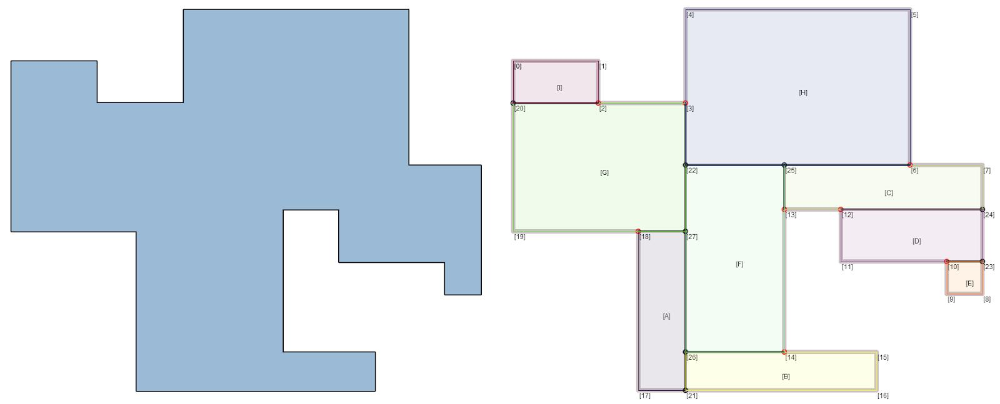 [4] [5]
[0] [1]
[I] [H]
[20] [2] [3]
[G] [22] [25] [6] [7]
[C]
[13] [12] [24]
[19] [18] [27] [D]
[F] [11] [10] [23]
[E]
[9] [8]
[A]
[26] [14] [15]
[B]
[17] [21] [16]